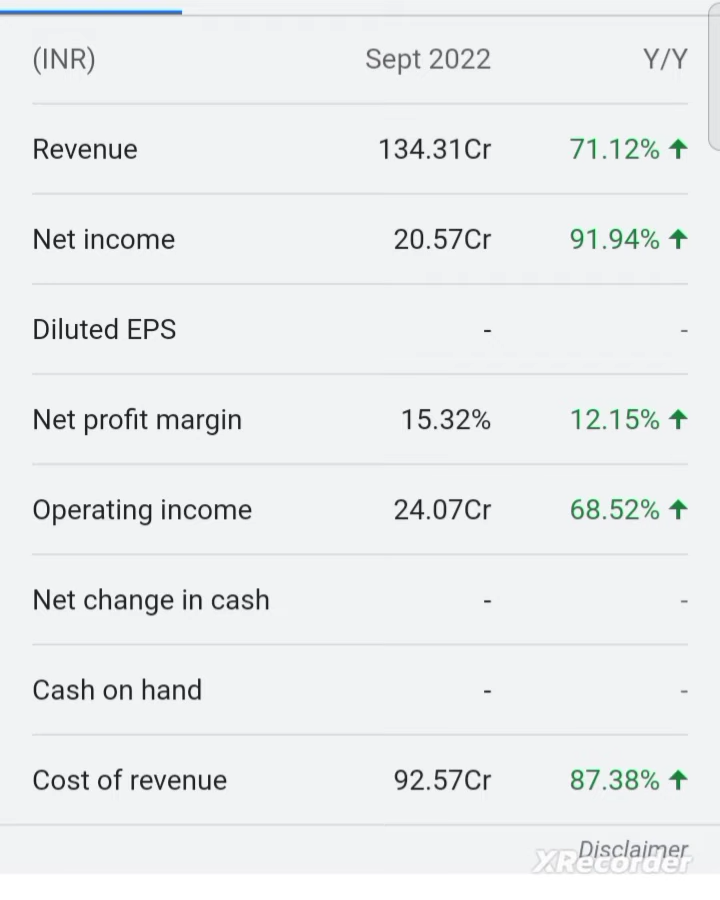 (INR) Sept 2022 Y/Y
Revenue 134.31Cr 71.12% ↑
Net income 20.57Cr 91.94% ↑
Diluted EPS - -
Net profit margin 15.32% 12.15% ↑
Operating income 24.07Cr 68.52% ↑
Net change in cash - -
Cash on hand - -
Cost of revenue 92.57Cr 87.38% ↑
Disclaimer
XRecorder